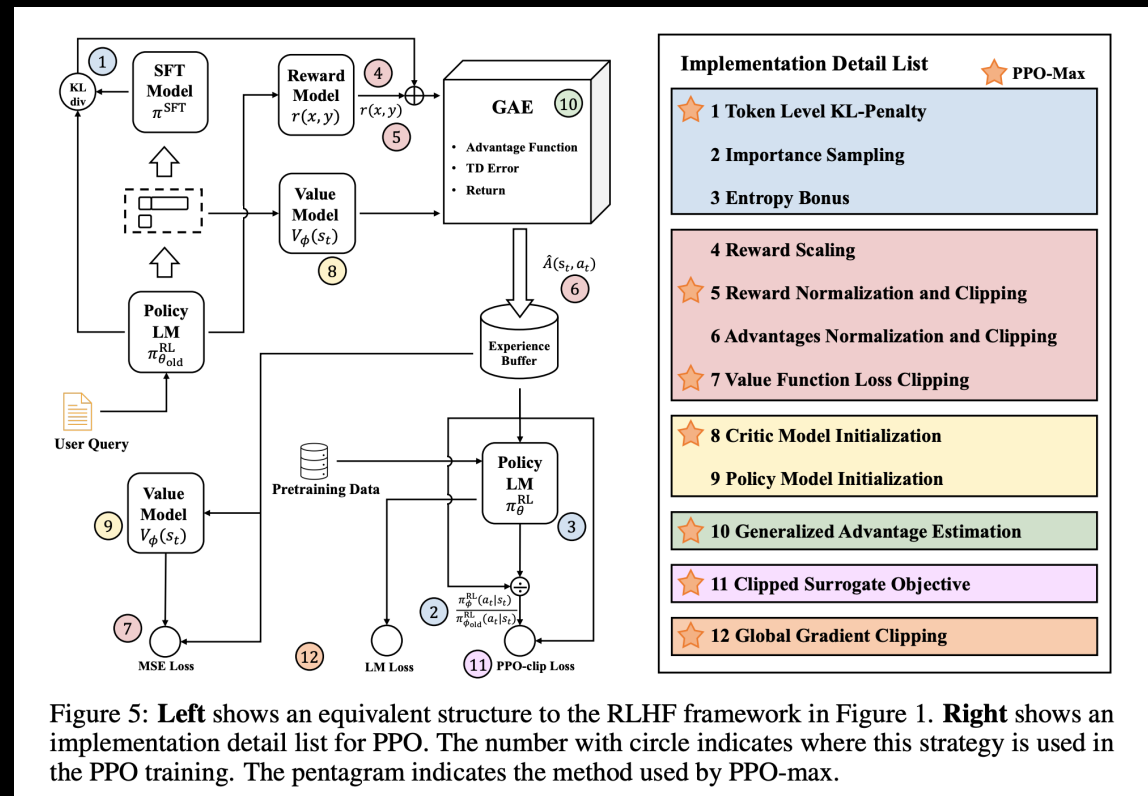 1
KL
div
SFT
Model
π^SFT
Reward
Model
r(x, y)
4
r(x, y)
5
GAE
10
• Advantage Function
• TD Error
• Return
Value
Model
V_ϕ(s_t)
8
Â(s_t, a_t)
6
Policy
LM
π^RL_θold
Experience
Buffer
User Query
Pretraining Data
Policy
LM
π^RL_θ
3
Value
Model
V_ϕ(s_t)
9
÷
2
π^RL_ϕ(a_t|s_t)
π^RL_ϕold(a_t|s_t)
7
MSE Loss
12
LM Loss
11
PPO-clip Loss
Implementation Detail List
PPO-Max
1 Token Level KL-Penalty
2 Importance Sampling
3 Entropy Bonus
4 Reward Scaling
5 Reward Normalization and Clipping
6 Advantages Normalization and Clipping
7 Value Function Loss Clipping
8 Critic Model Initialization
9 Policy Model Initialization
10 Generalized Advantage Estimation
11 Clipped Surrogate Objective
12 Global Gradient Clipping
Figure 5: Left shows an equivalent structure to the RLHF framework in Figure 1. Right shows an
implementation detail list for PPO. The number with circle indicates where this strategy is used in
the PPO training. The pentagram indicates the method used by PPO-max.